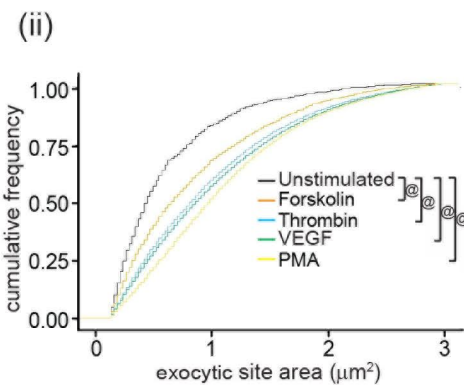 (ii)
cumulative frequency
1.00
0.75
0.50
0.25
0.00
Unstimulated
Forskolin
Thrombin
VEGF
PMA
@
@
@
@
0 1 2 3
exocytic site area (μm²)